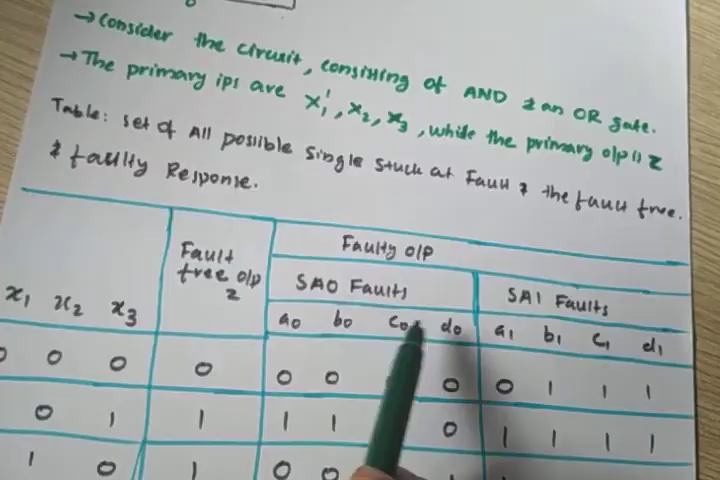 →Consider the circuit, consisting of AND & an OR gate.
→The primary ips are x₁', x₂, x₃, while the primary o/p is z
Table: set of All possible single stuck at Fault & the fault free.
& faulty Response.
Faulty o/p
Fault free o/p z
SA0 Faults
SA1 Faults
x₁ x₂ x₃
a₀ b₀ c₀ d₀ a₁ b₁ c₁ d₁
0 0 0 0 0 0 0 0 1 1 1
0 1 1 1 1 0 1 1 1 1
1 0 1 0 0